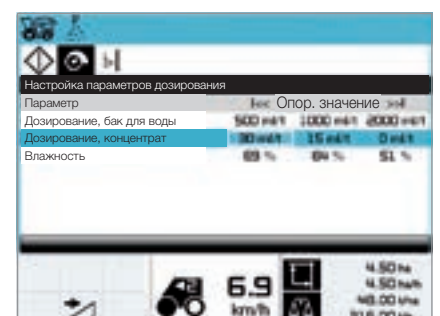 Настройка параметров дозирования
Параметр Опор. значение
Дозирование, бак для воды 500 ml/t 1000 ml/t 2000 ml/t
Дозирование, концентрат 30 ml/t 15 ml/t 0 ml/t
Влажность 69 % 64 % 51 %
4.50 ha
6.9 4.50 ha/h
km/h 48.00 t/ha